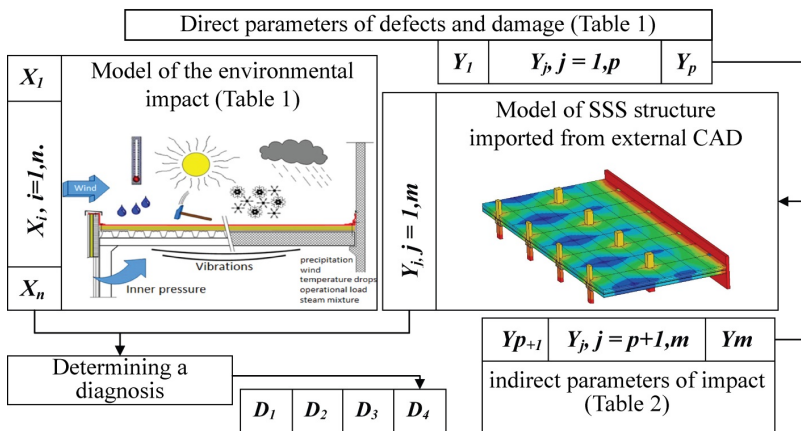 Direct parameters of defects and damage (Table 1)
Y1 Yj, j = 1,p Yp
X1
Xi, i=1,n.
Xn
Model of the environmental
impact (Table 1)
Wind
Vibrations
Inner pressure
precipitation
wind
temperature drops
operational load
steam mixture
Yj, j = 1,m
Model of SSS structure
imported from external CAD
Yp+1 Yj, j = p+1,m Ym
indirect parameters of impact
(Table 2)
Determining a
diagnosis
D1 D2 D3 D4